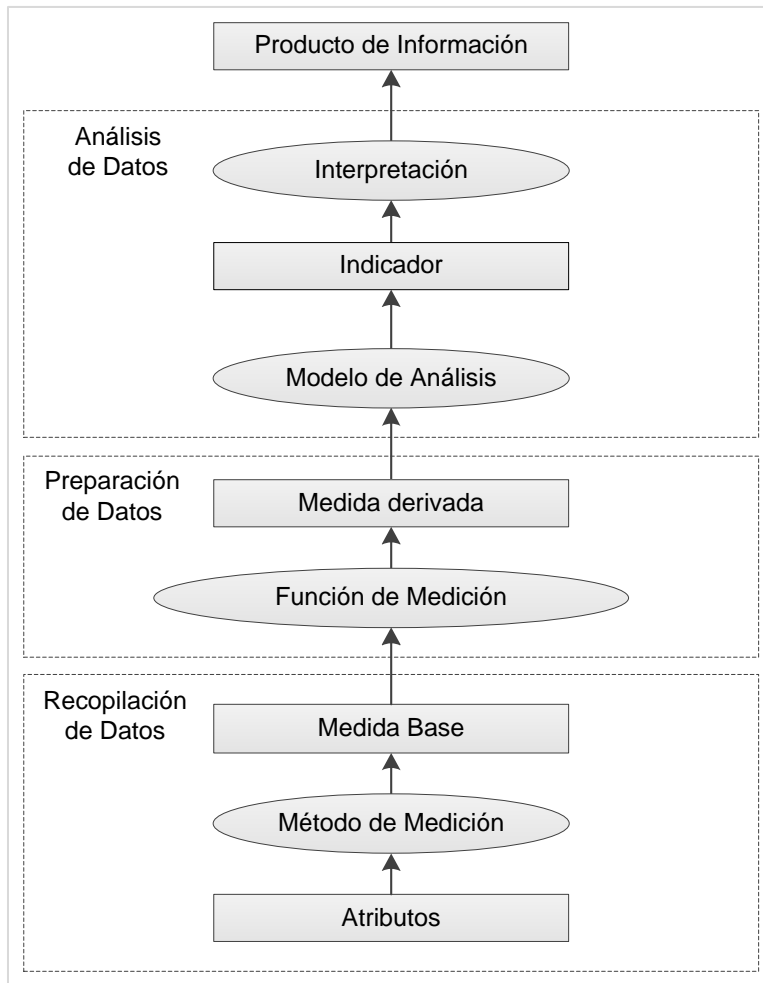 Producto de Información
Análisis
de Datos
Interpretación
Indicador
Modelo de Análisis
Preparación
de Datos
Medida derivada
Función de Medición
Recopilación
de Datos
Medida Base
Método de Medición
Atributos